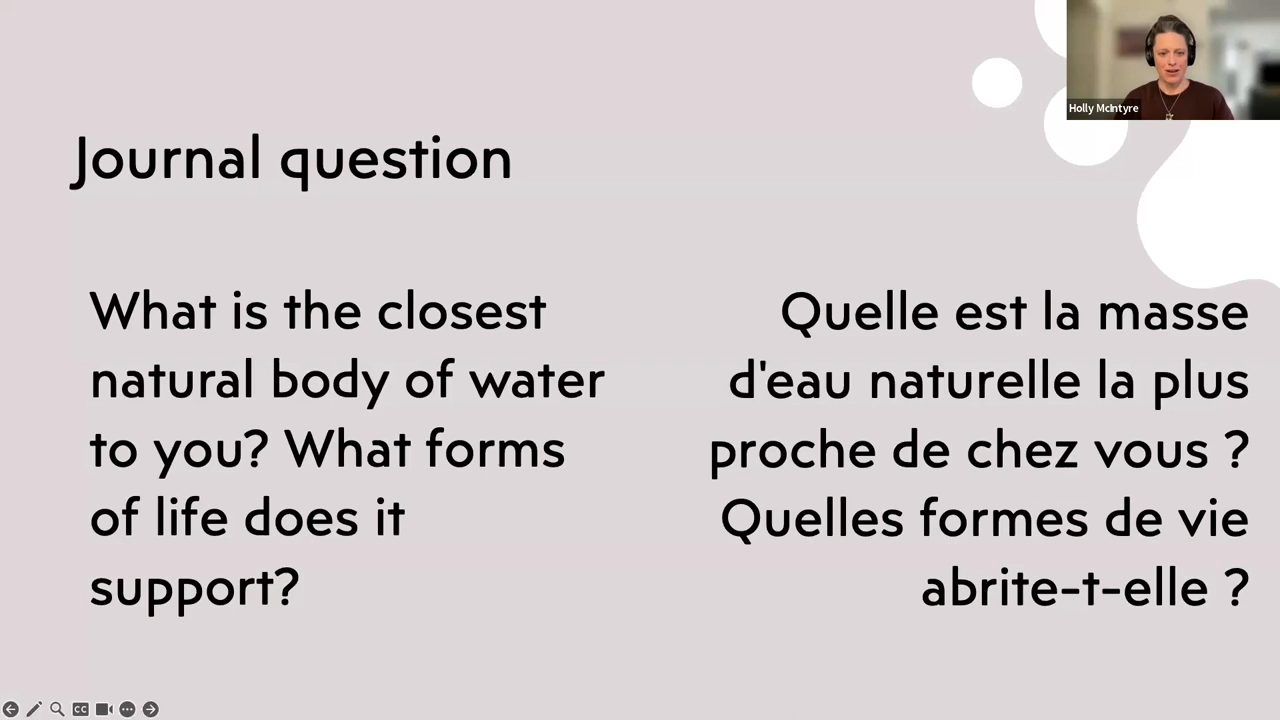 Holly McIntyre
Journal question
What is the closest
natural body of water
to you? What forms
of life does it
support?
Quelle est la masse
d'eau naturelle la plus
proche de chez vous ?
Quelles formes de vie
abrite-t-elle ?
CC